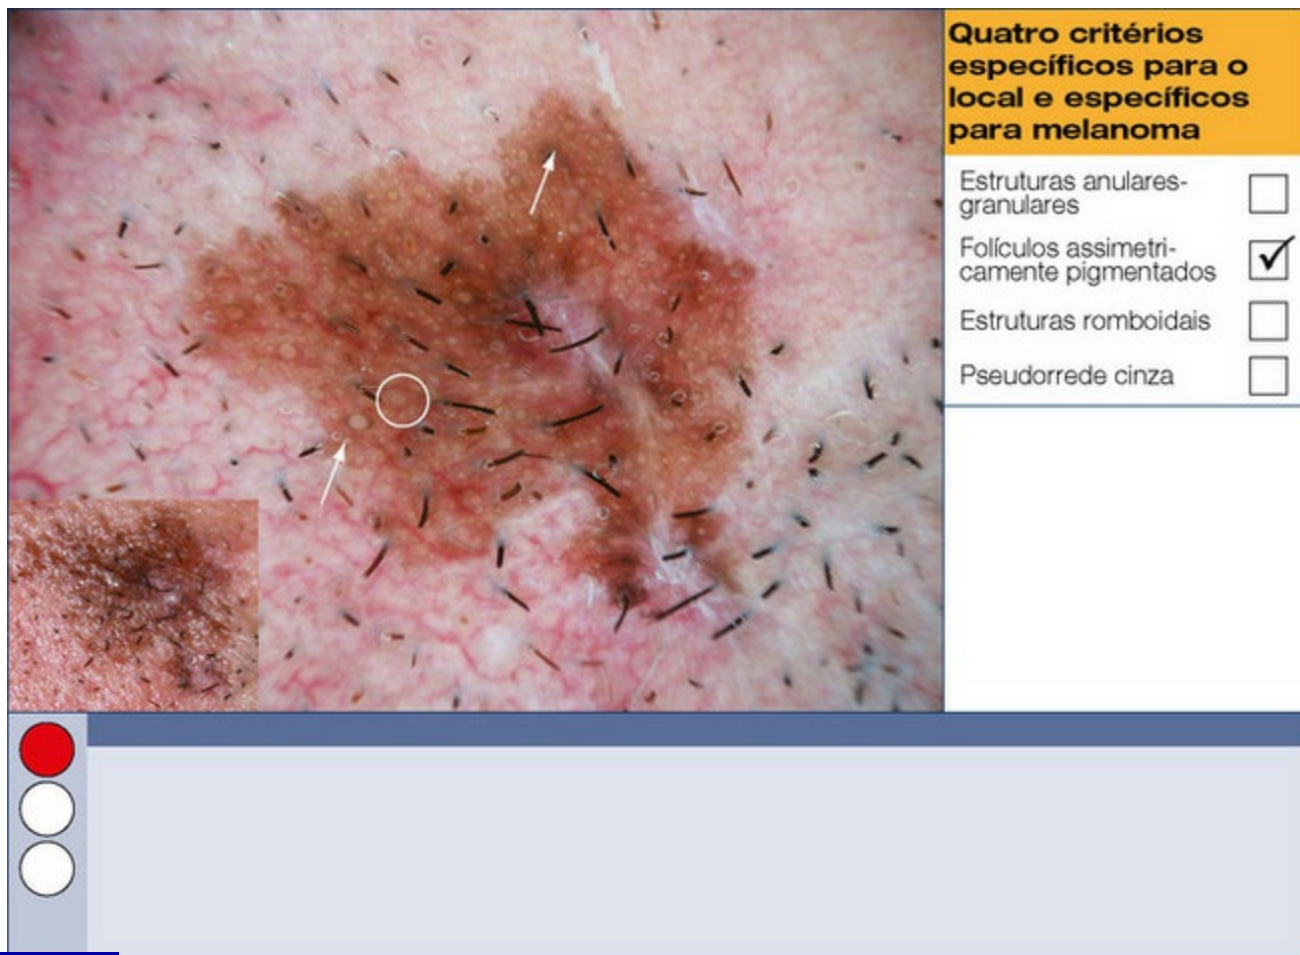 Quatro critérios
específicos para o
local e específicos
para melanoma
Estruturas anulares-
granulares
Folículos assimetri-
camente pigmentados
Estruturas romboidais
Pseudorrede cinza